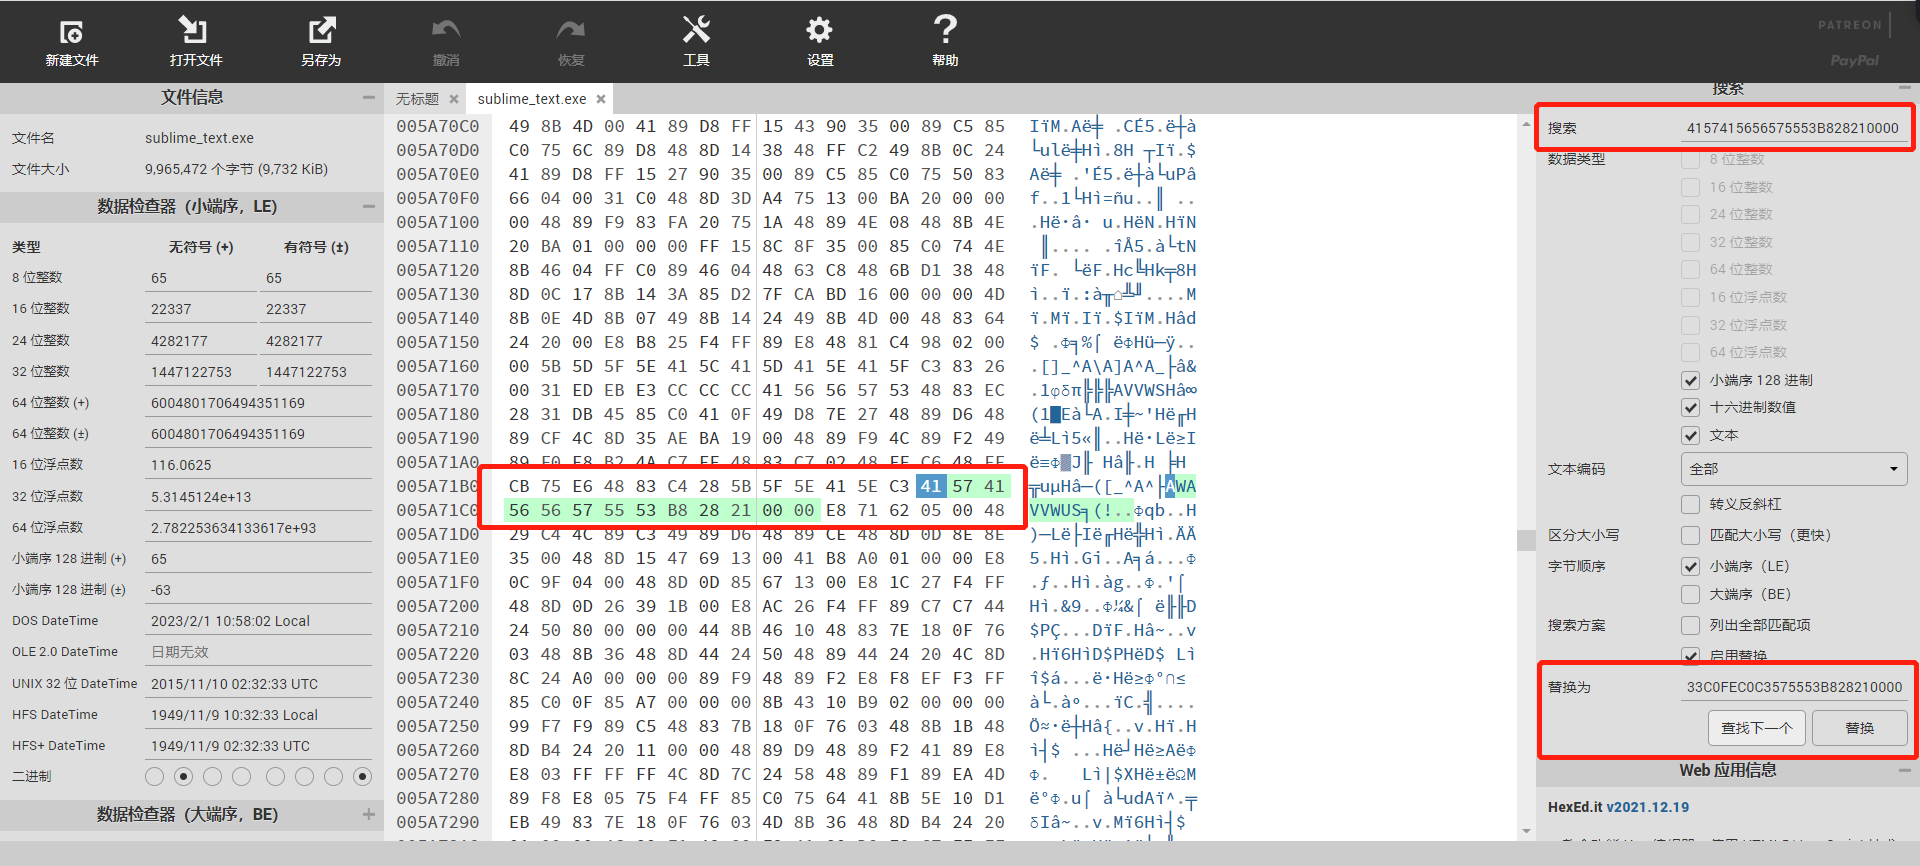 新建文件
打开文件
另存为
撤消
恢复
工具
设置
帮助
PATREON
PayPal
文件信息
文件名 sublime_text.exe
文件大小 9,965,472 个字节 (9,732 KiB)
数据检查器（小端序，LE)
类型 无符号 (+) 有符号 (±)
8 位整数 65 65
16 位整数 22337 22337
24 位整数 4282177 4282177
32 位整数 1447122753 1447122753
64 位整数 (+) 6004801706494351169
64 位整数 (±) 6004801706494351169
16 位浮点数 116.0625
32 位浮点数 5.3145124e+13
64 位浮点数 2.782253634133617e+93
小端序 128 进制 (+) 65
小端序 128 进制 (±) -63
DOS DateTime 2023/2/1 10:58:02 Local
OLE 2.0 DateTime 日期无效
UNIX 32 位 DateTime 2015/11/10 02:32:33 UTC
HFS DateTime 1949/11/9 10:32:33 Local
HFS+ DateTime 1949/11/9 02:32:33 UTC
二进制
数据检查器（大端序，BE)
无标题 ×
sublime_text.exe ×
005A70C0 49 8B 4D 00 41 89 D8 FF 15 43 90 35 00 89 C5 85
005A70D0 C0 75 6C 89 D8 48 8D 14 38 48 FF C2 49 8B 0C 24
005A70E0 41 89 D8 FF 15 27 90 35 00 89 C5 85 C0 75 50 83
005A70F0 66 04 00 31 C0 48 8D 3D A4 75 13 00 BA 20 00 00
005A7100 00 48 89 F9 83 FA 20 75 1A 48 89 4E 08 48 8B 4E
005A7110 20 BA 01 00 00 00 FF 15 8C 8F 35 00 85 C0 74 4E
005A7120 8B 46 04 FF C0 89 46 04 48 63 C8 48 6B D1 38 48
005A7130 8D 0C 17 8B 14 3A 85 D2 7F CA BD 16 00 00 00 4D
005A7140 8B 0E 4D 8B 07 49 8B 14 24 49 8B 4D 00 48 83 64
005A7150 24 20 00 E8 B8 25 F4 FF 89 E8 48 81 C4 98 02 00
005A7160 00 5B 5D 5F 5E 41 5C 41 5D 41 5E 41 5F C3 83 26
005A7170 00 31 ED EB E3 CC CC CC 41 56 56 57 53 48 83 EC
005A7180 28 31 DB 45 85 C0 41 0F 49 D8 7E 27 48 89 D6 48
005A7190 89 CF 4C 8D 35 AE BA 19 00 48 89 F9 4C 89 F2 49
005A71A0 89 F0 E8 B2 4A C7 FF 48 83 C7 02 48 FF C6 48 FF
005A71B0 CB 75 E6 48 83 C4 28 5B 5F 5E 41 5E C3 41 57 41
005A71C0 56 56 57 55 53 B8 28 21 00 00 E8 71 62 05 00 48
005A71D0 29 C4 4C 89 C3 49 89 D6 48 89 CE 48 8D 0D 8E 8E
005A71E0 35 00 48 8D 15 47 69 13 00 41 B8 A0 01 00 00 E8
005A71F0 0C 9F 04 00 48 8D 0D 85 67 13 00 E8 1C 27 F4 FF
005A7200 48 8D 0D 26 39 1B 00 E8 AC 26 F4 FF 89 C7 C7 44
005A7210 24 50 80 00 00 00 44 8B 46 10 48 83 7E 18 0F 76
005A7220 03 48 8B 36 48 8D 44 24 50 48 89 44 24 20 4C 8D
005A7230 8C 24 A0 00 00 00 89 F9 48 89 F2 E8 F8 EF F3 FF
005A7240 85 C0 0F 85 A7 00 00 00 8B 43 10 B9 02 00 00 00
005A7250 99 F7 F9 89 C5 48 83 7B 18 0F 76 03 48 8B 1B 48
005A7260 8D B4 24 20 11 00 00 48 89 D9 48 89 F2 41 89 E8
005A7270 E8 03 FF FF FF 4C 8D 7C 24 58 48 89 F1 89 EA 4D
005A7280 89 F8 E8 05 75 F4 FF 85 C0 75 64 41 8B 5E 10 D1
005A7290 EB 49 83 7E 18 0F 76 03 4D 8B 36 48 8D B4 24 20
搜索
搜索 4157415656575553B828210000
数据类型
8 位整数
16 位整数
24 位整数
32 位整数
64 位整数
16 位浮点数
32 位浮点数
64 位浮点数
小端序 128 进制
十六进制数值
文本
文本编码 全部
转义反斜杠
区分大小写 匹配大小写（更快）
字节顺序 小端序（LE）
大端序（BE）
搜索方案 列出全部匹配项
启用替换
替换为 33C0FEC0C3575553B828210000
查找下一个
替换
Web 应用信息
HexEd.it v2021.12.19